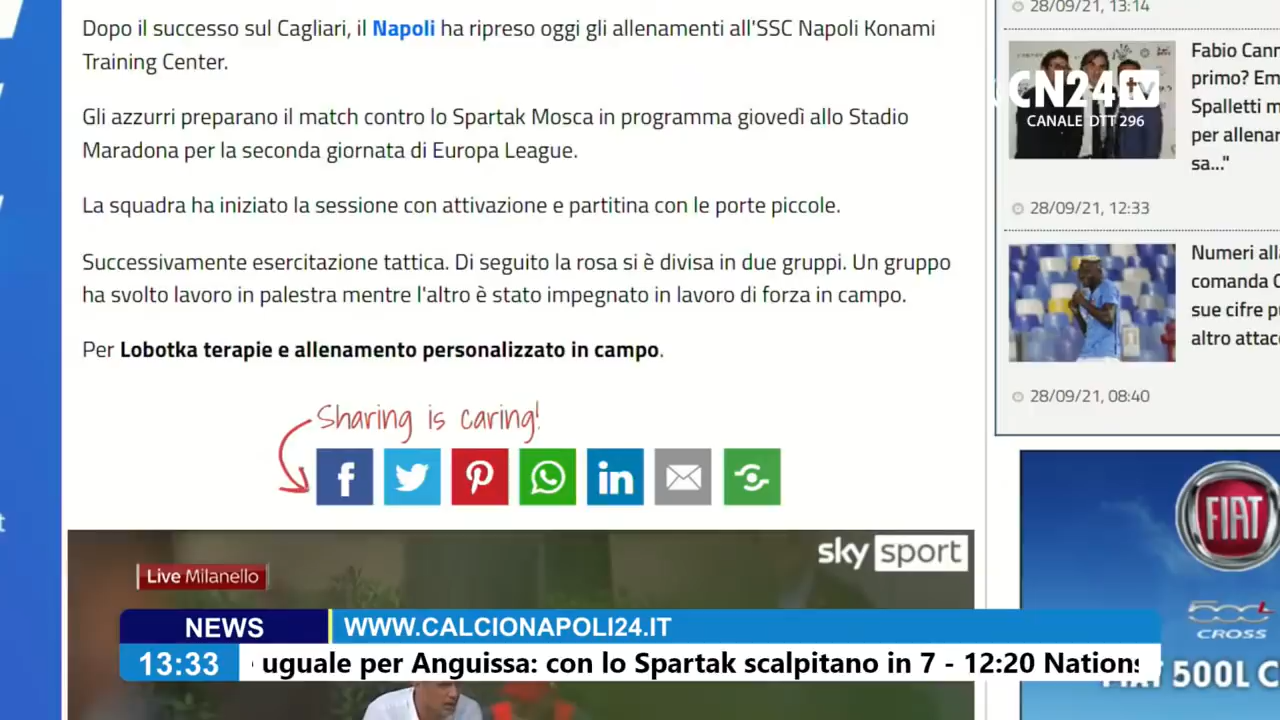 Dopo il successo sul Cagliari, il Napoli ha ripreso oggi gli allenamenti all'SSC Napoli Konami
Training Center.
Gli azzurri preparano il match contro lo Spartak Mosca in programma giovedì allo Stadio
Maradona per la seconda giornata di Europa League.
La squadra ha iniziato la sessione con attivazione e partitina con le porte piccole.
Successivamente esercitazione tattica. Di seguito la rosa si è divisa in due gruppi. Un gruppo
ha svolto lavoro in palestra mentre l'altro è stato impegnato in lavoro di forza in campo.
Per Lobotka terapie e allenamento personalizzato in campo.
Sharing is caring!
sky sport
Live Milanello
28/09/21, 13:14
CN24 tv
CANALE DTT 296
Fabio Cann
primo? Em
Spalletti m
per allenar
sa..."
28/09/21, 12:33
Numeri all
comanda
sue cifre p
altro attacc
28/09/21, 08:40
FIAT
500L
CROSS
500L C
NEWS
WWW.CALCIONAPOLI24.IT
13:33
uguale per Anguissa: con lo Spartak scalpitano in 7 - 12:20 Nations